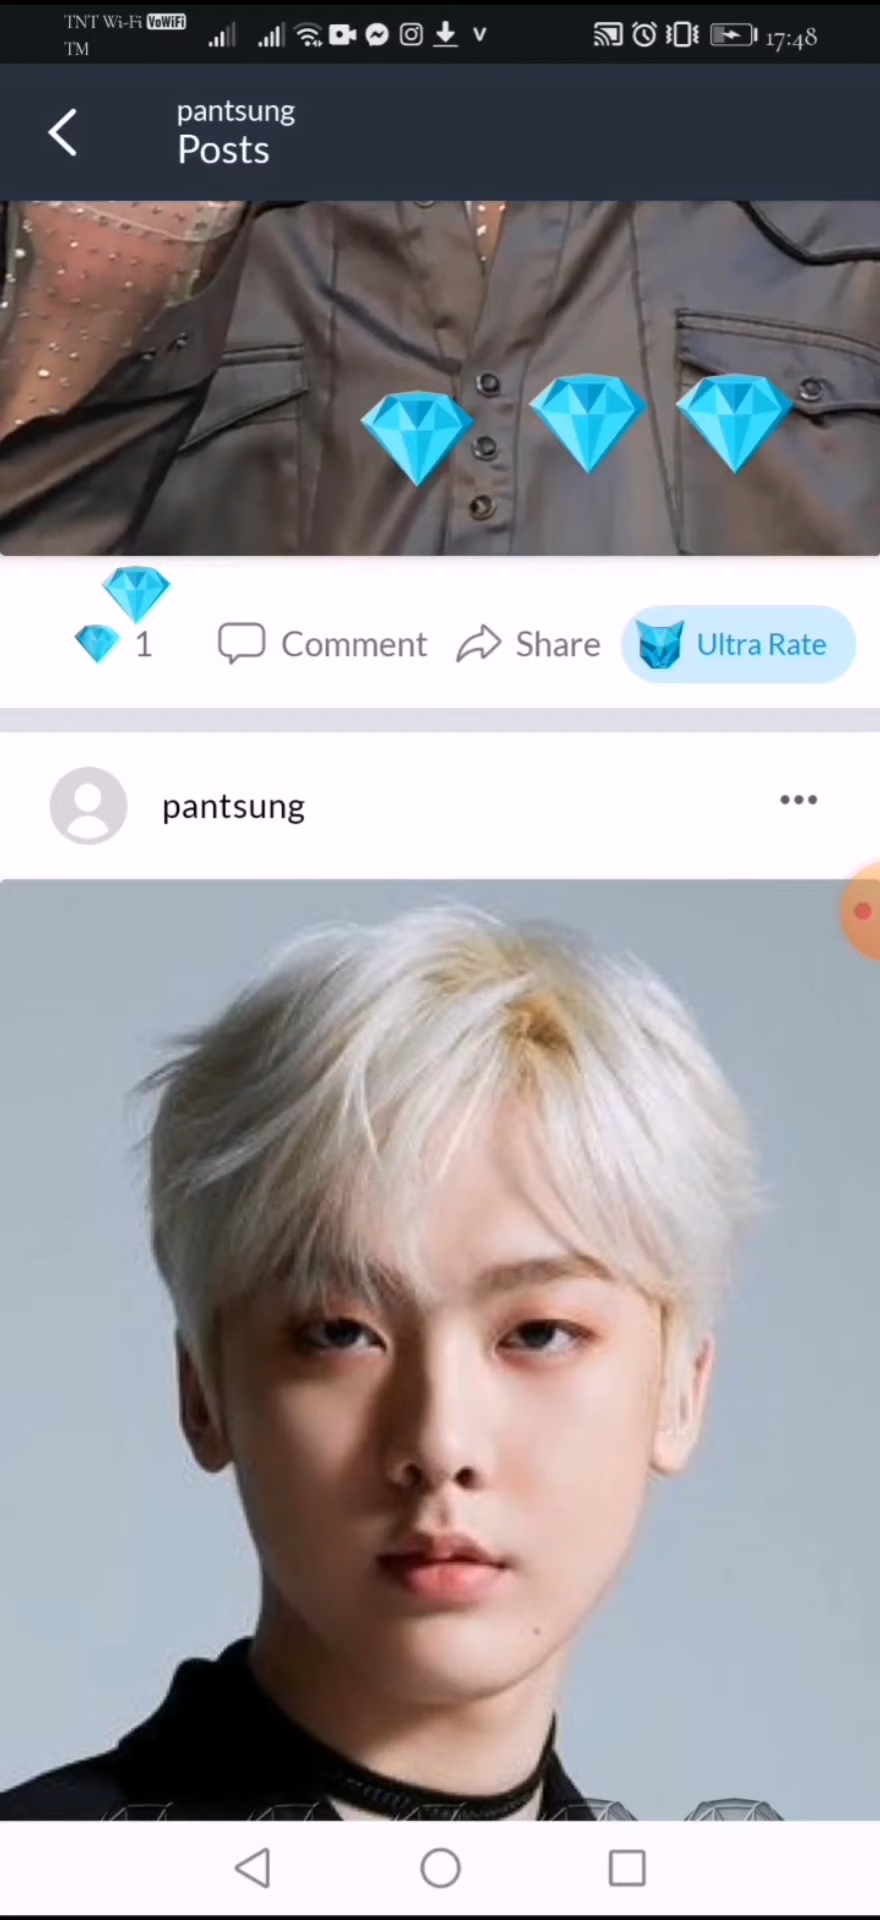 TNT Wi-Fi VoWiFi
TM
17:48
pantsung
Posts
1 Comment Share Ultra Rate
pantsung